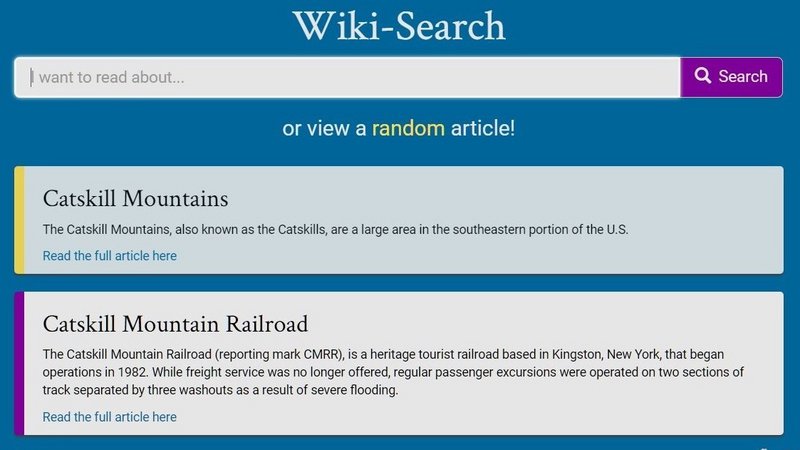 Wiki-Search
I want to read about...
Search
or view a random article!
Catskill Mountains
The Catskill Mountains, also known as the Catskills, are a large area in the southeastern portion of the U.S.
Read the full article here
Catskill Mountain Railroad
The Catskill Mountain Railroad (reporting mark CMRR), is a heritage tourist railroad based in Kingston, New York, that began
operations in 1982. While freight service was no longer offered, regular passenger excursions were operated on two sections of
track separated by three washouts as a result of severe flooding.
Read the full article here